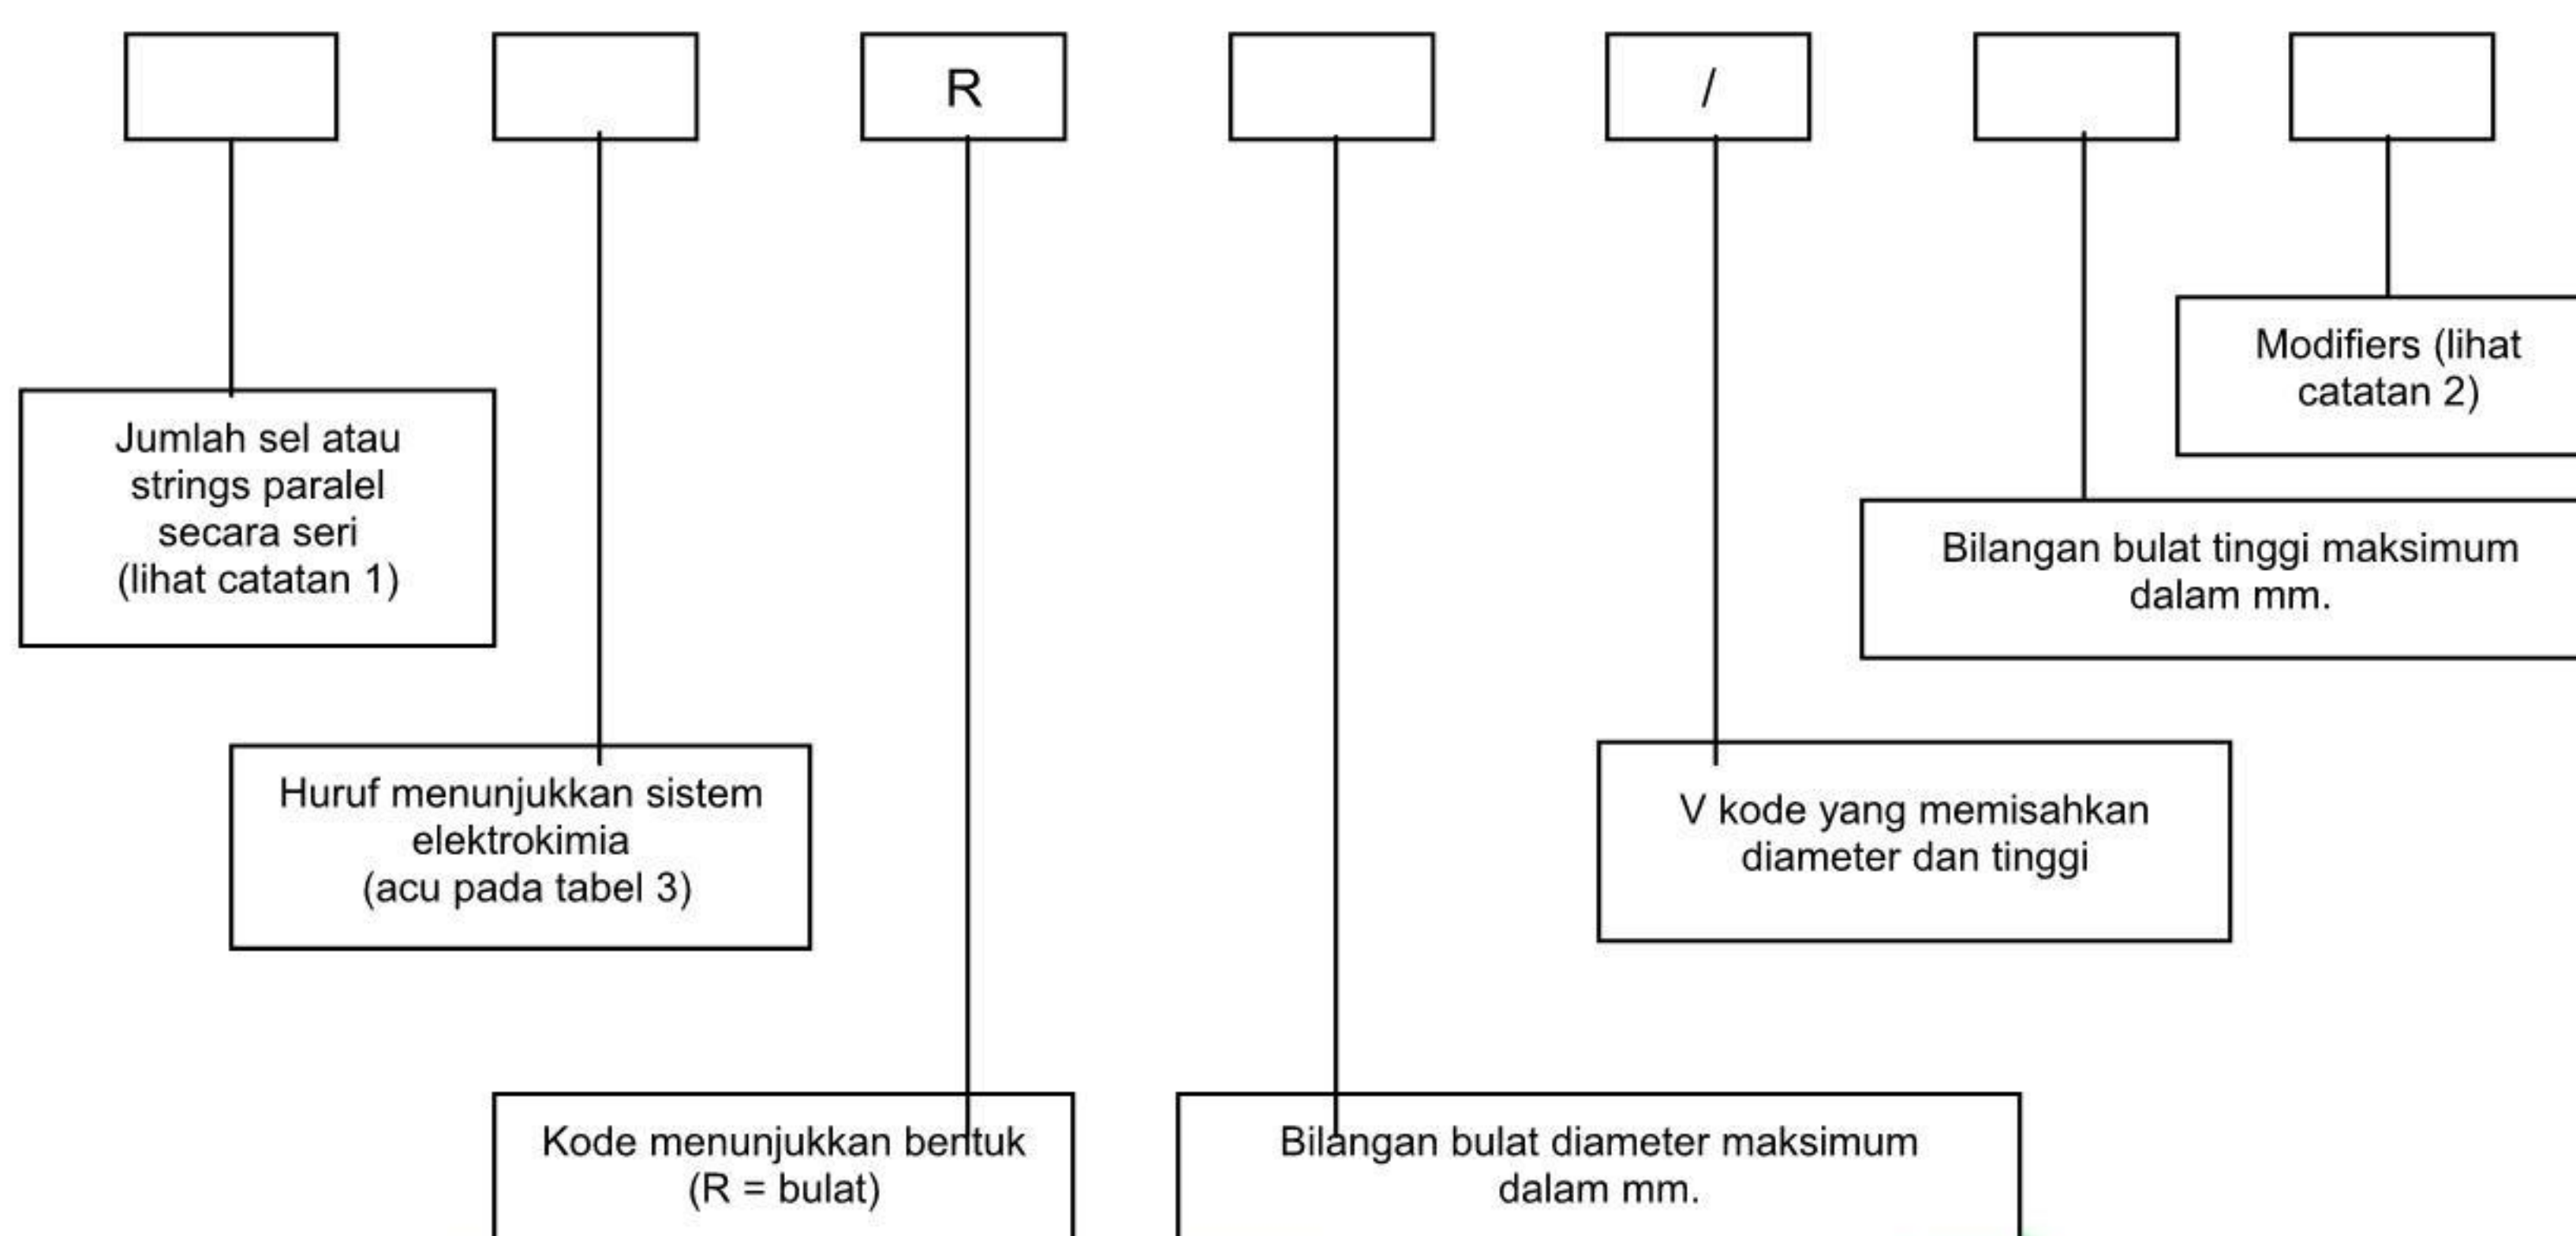 R
/
Modifiers (lihat
catatan 2)
Jumlah sel atau
strings paralel
secara seri
(lihat catatan 1)
Bilangan bulat tinggi maksimum
dalam mm.
Huruf menunjukkan sistem
elektrokimia
(acu pada tabel 3)
V kode yang memisahkan
diameter dan tinggi
Kode menunjukkan bentuk
(R = bulat)
Bilangan bulat diameter maksimum
dalam mm.